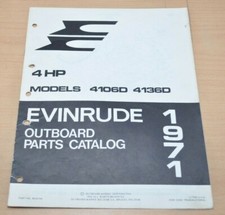 4 HP
MODELS 4106D 4136D
EVINRUDE
OUTBOARD
PARTS CATALOG
1971